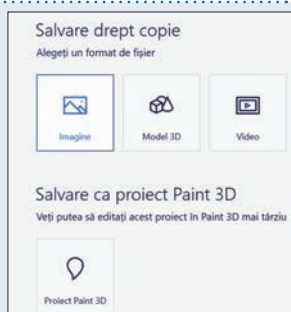 Salvare drept copie
Alegeți un format de fișier
Imagine
Model 3D
Video
Salvare ca proiect Paint 3D
Veți putea să editați acest proiect în Paint 3D mai târziu
Proiect Paint 3D